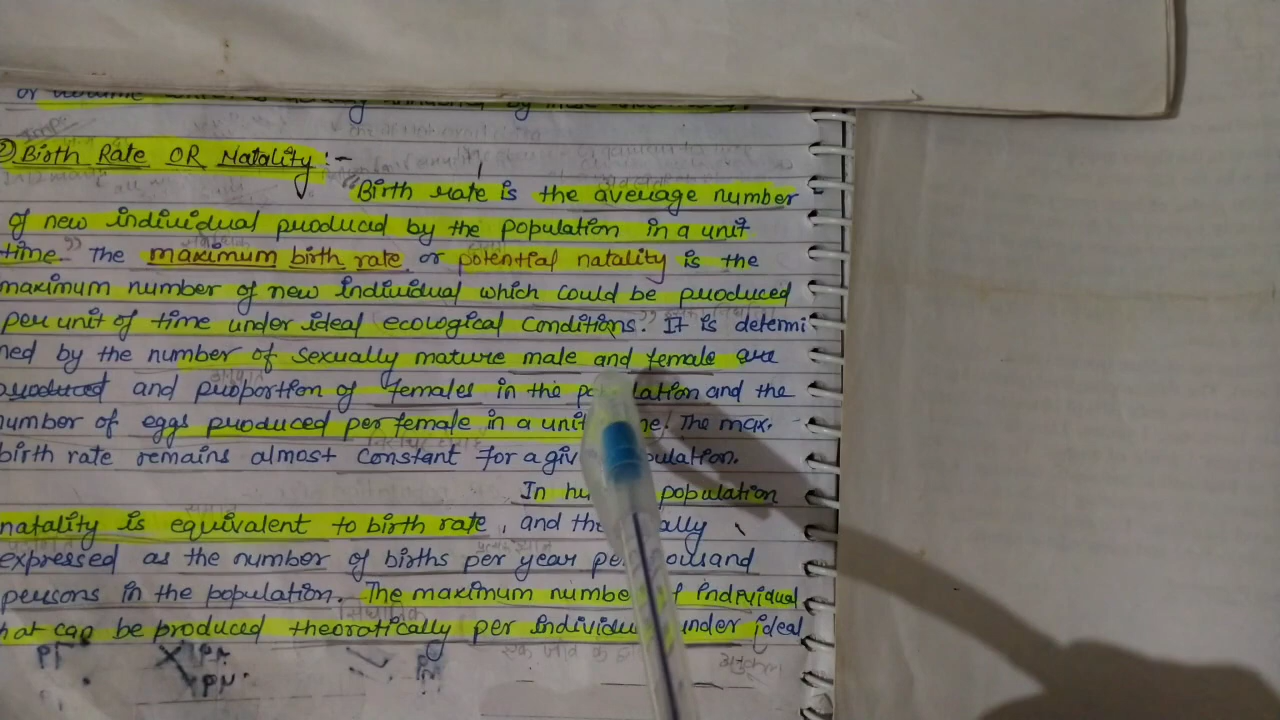 ② Birth Rate OR Natality :-
"Birth rate is the average number
of new individual produced by the population in a unit
time" The maximum birth rate or potential natality is the
maximum number of new individual which could be produced
per unit of time under ideal ecological conditions." It is determi
ned by the number of sexually mature male and female are
produced and proportion of females in the lation and the
number of eggs produced per female in a unit The max.
birth rate remains almost constant for a
In population
natality is equivalent to birth rate, and
expressed as the number of births per year
persons in the population. The maximum individual
hat can be produced theoratically per under ideal